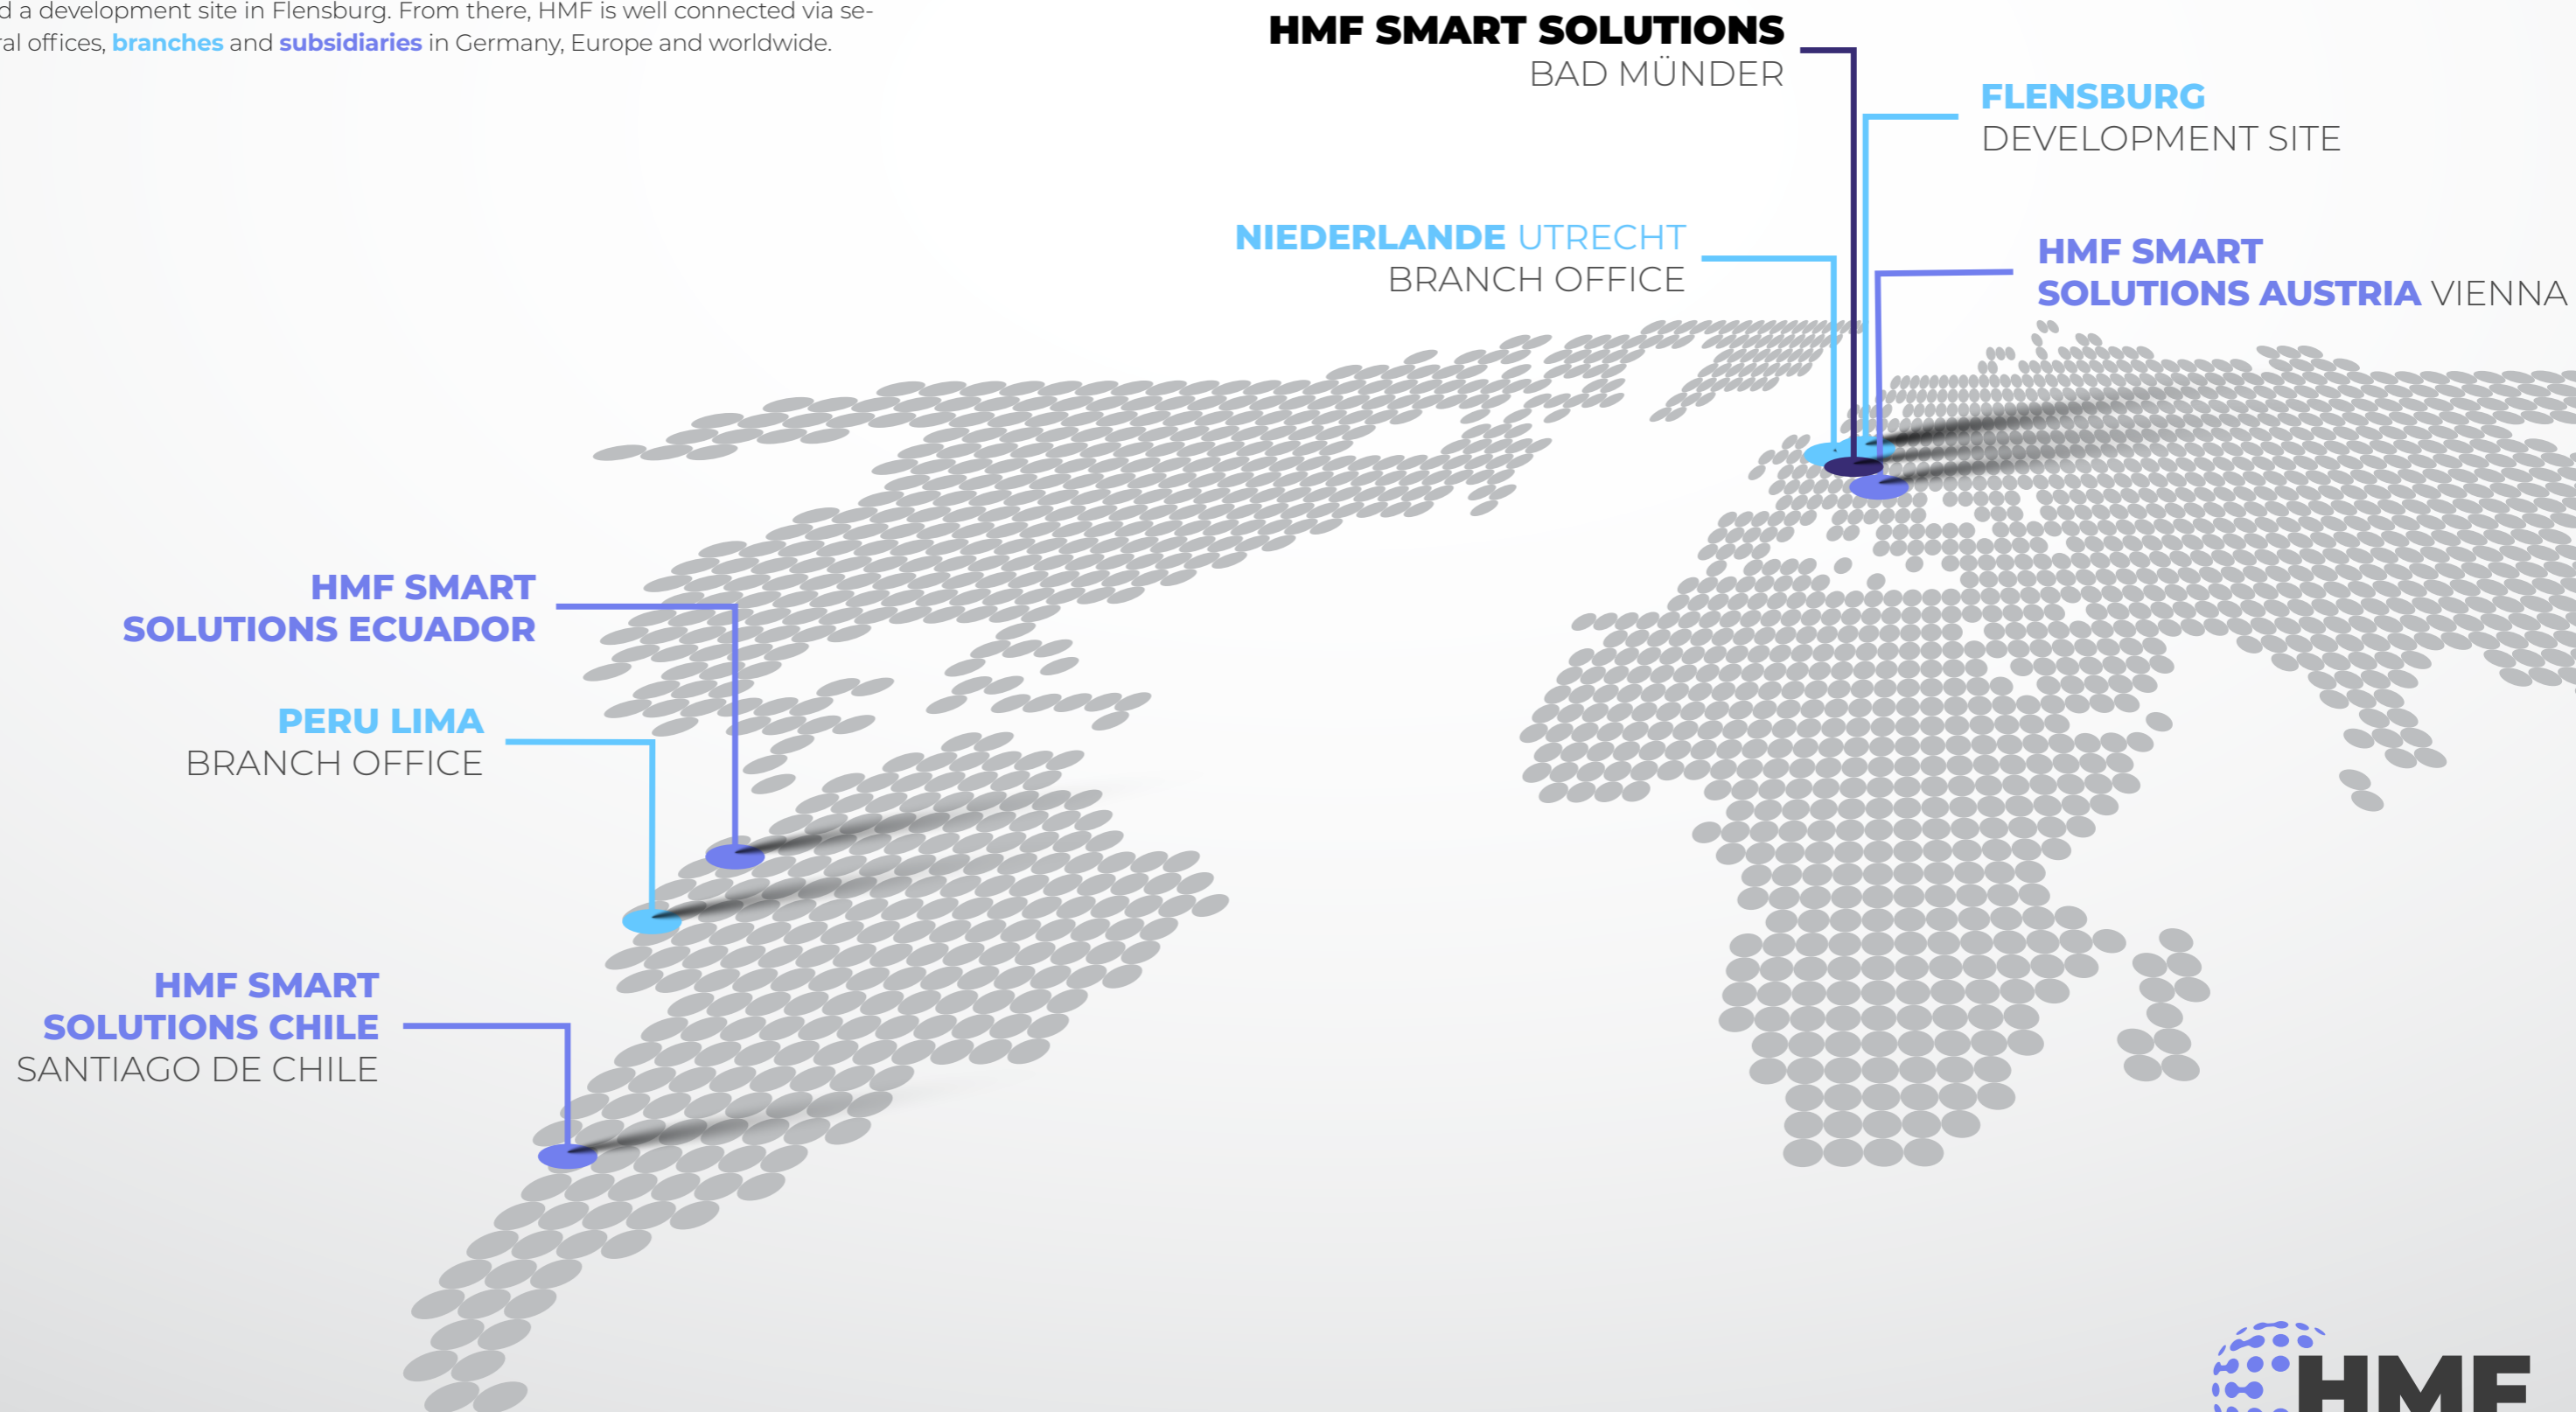 d a development site in Flensburg. From there, HMF is well connected via se-
ral offices, branches and subsidiaries in Germany, Europe and worldwide.
HMF SMART SOLUTIONS
BAD MÜNDER
FLENSBURG
DEVELOPMENT SITE
NIEDERLANDE UTRECHT
BRANCH OFFICE
HMF SMART
SOLUTIONS AUSTRIA VIENNA
HMF SMART
SOLUTIONS ECUADOR
PERU LIMA
BRANCH OFFICE
HMF SMART
SOLUTIONS CHILE
SANTIAGO DE CHILE
HMF